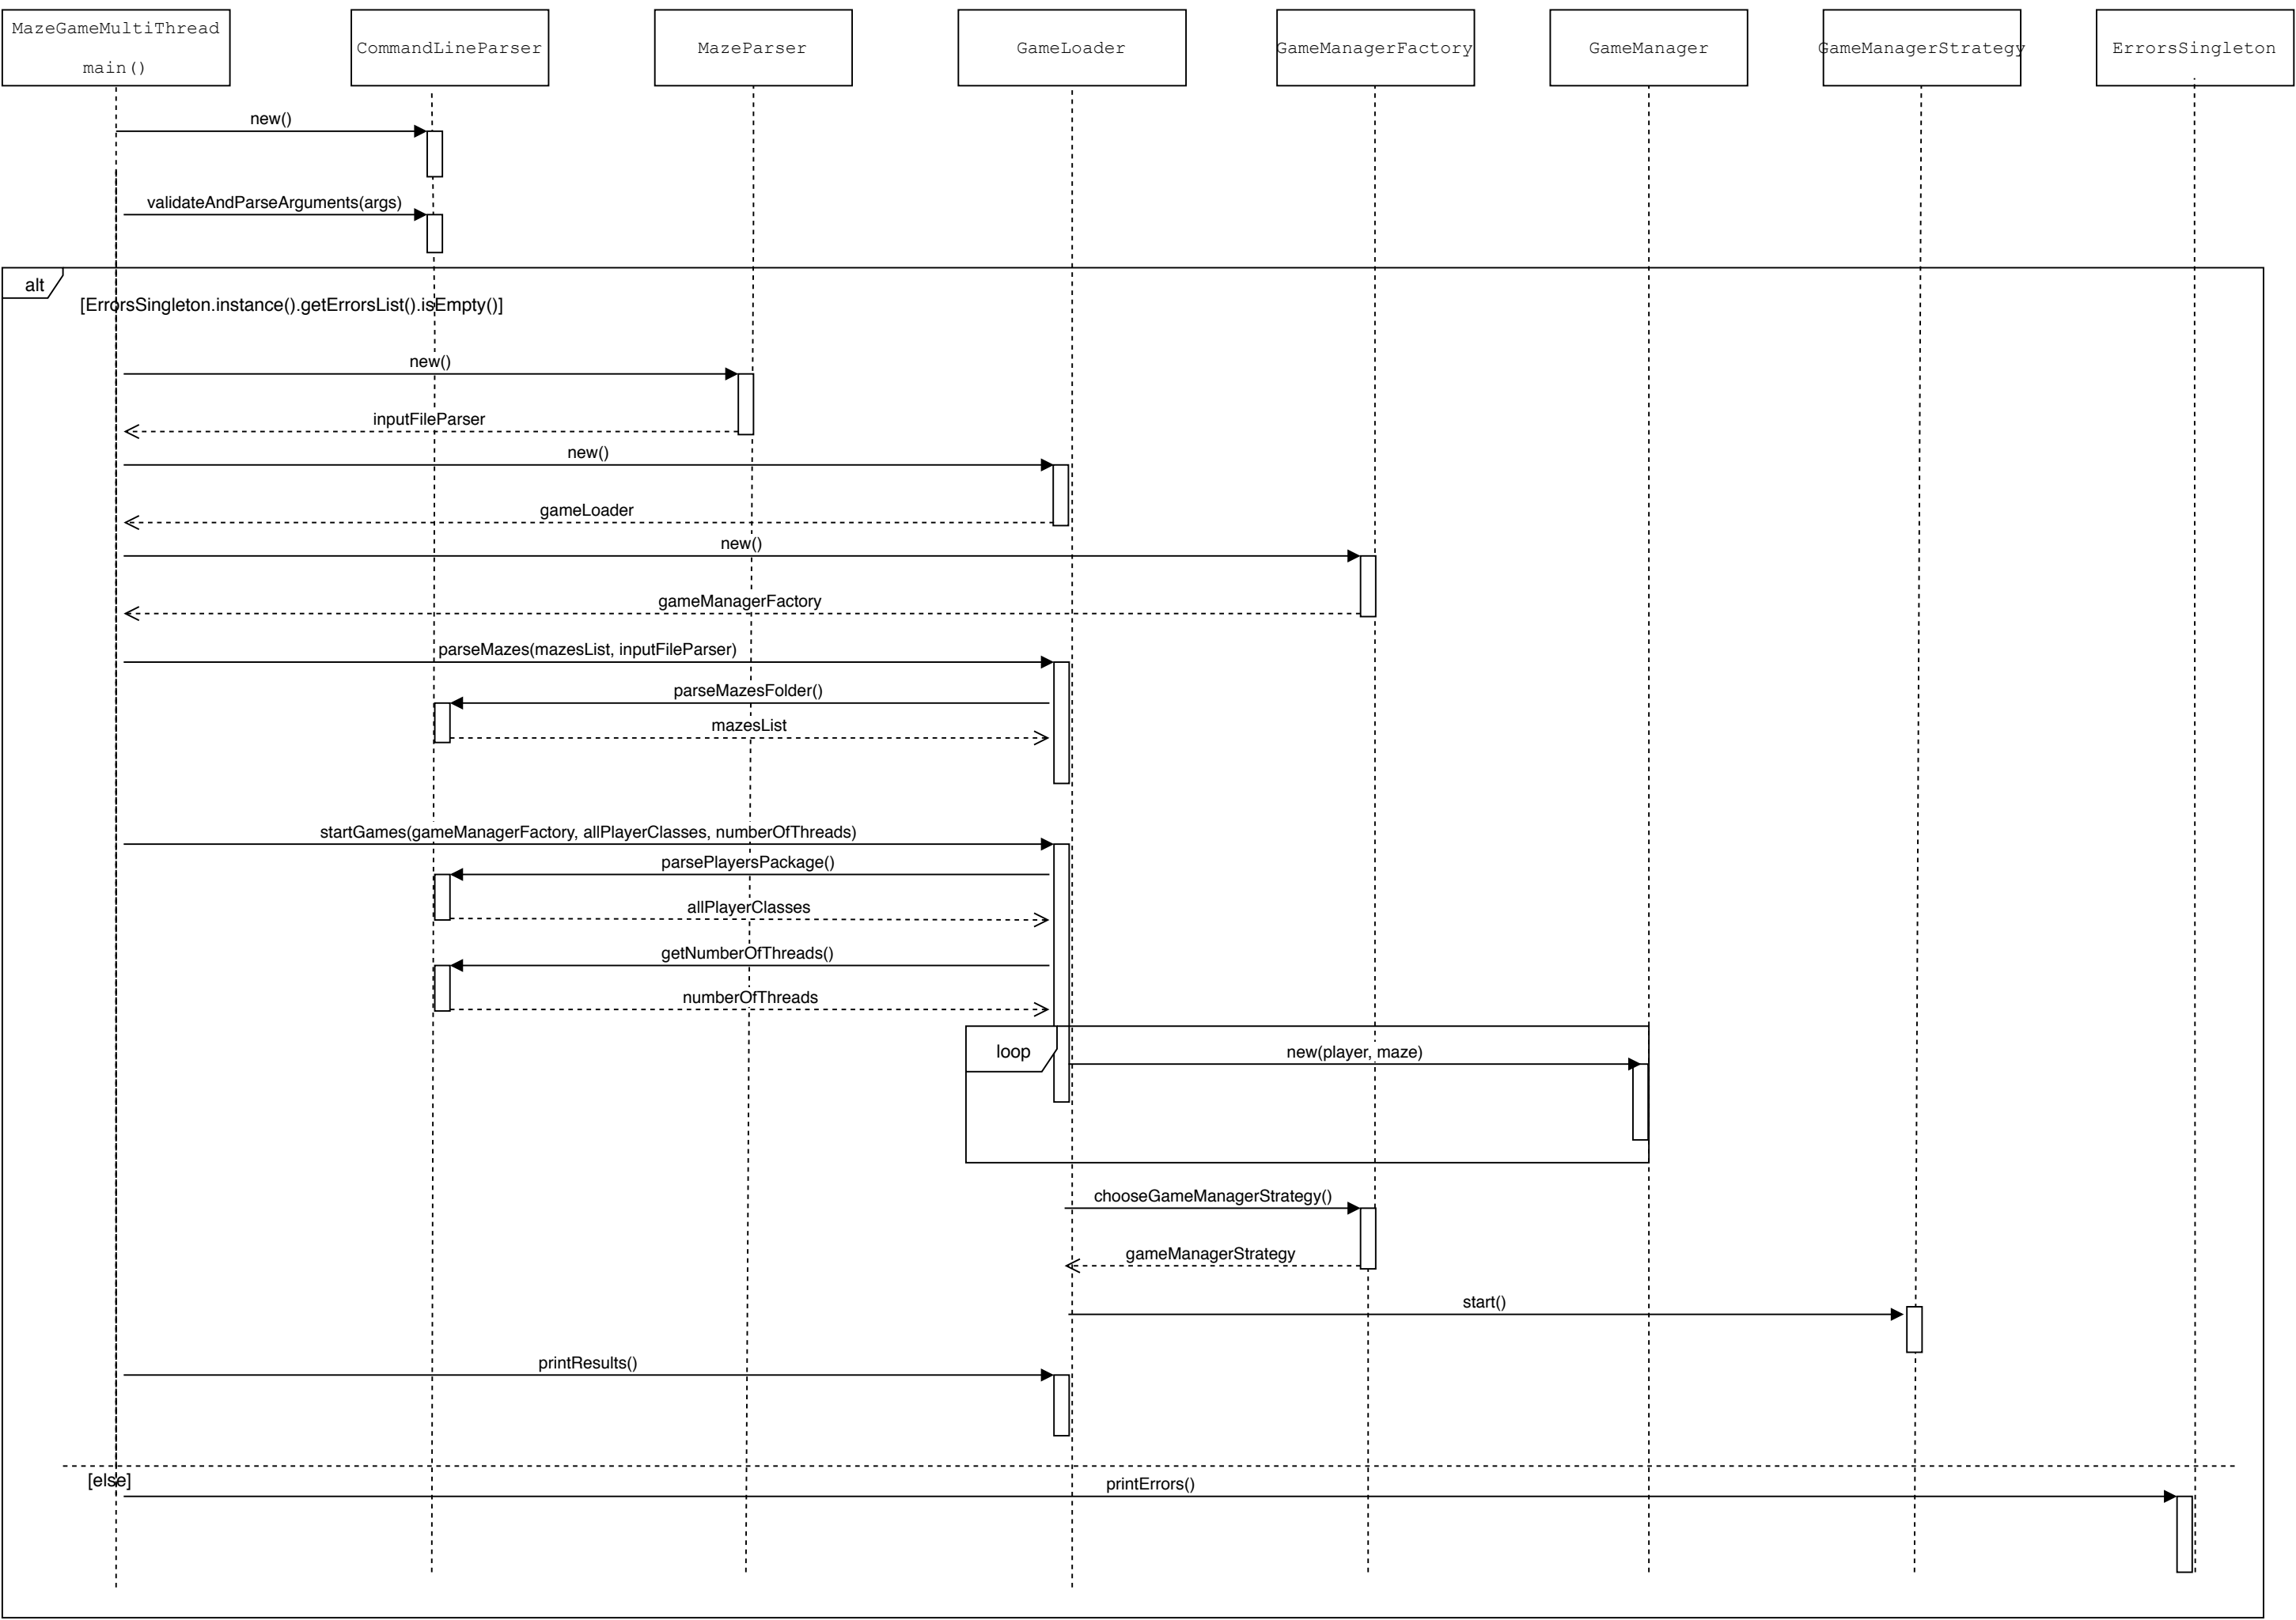 MazeGameMultiThread
main()
CommandLineParser
MazeParser
GameLoader
GameManagerFactory
GameManager
GameManagerStrategy
ErrorsSingleton
new()
validateAndParseArguments(args)
alt
[ErrorsSingleton.instance().getErrorsList().isEmpty()]
new()
inputFileParser
new()
gameLoader
new()
gameManagerFactory
parseMazes(mazesList, inputFileParser)
parseMazesFolder()
mazesList
startGames(gameManagerFactory, allPlayerClasses, numberOfThreads)
parsePlayersPackage()
allPlayerClasses
getNumberOfThreads()
numberOfThreads
loop
new(player, maze)
chooseGameManagerStrategy()
gameManagerStrategy
start()
printResults()
[else]
printErrors()